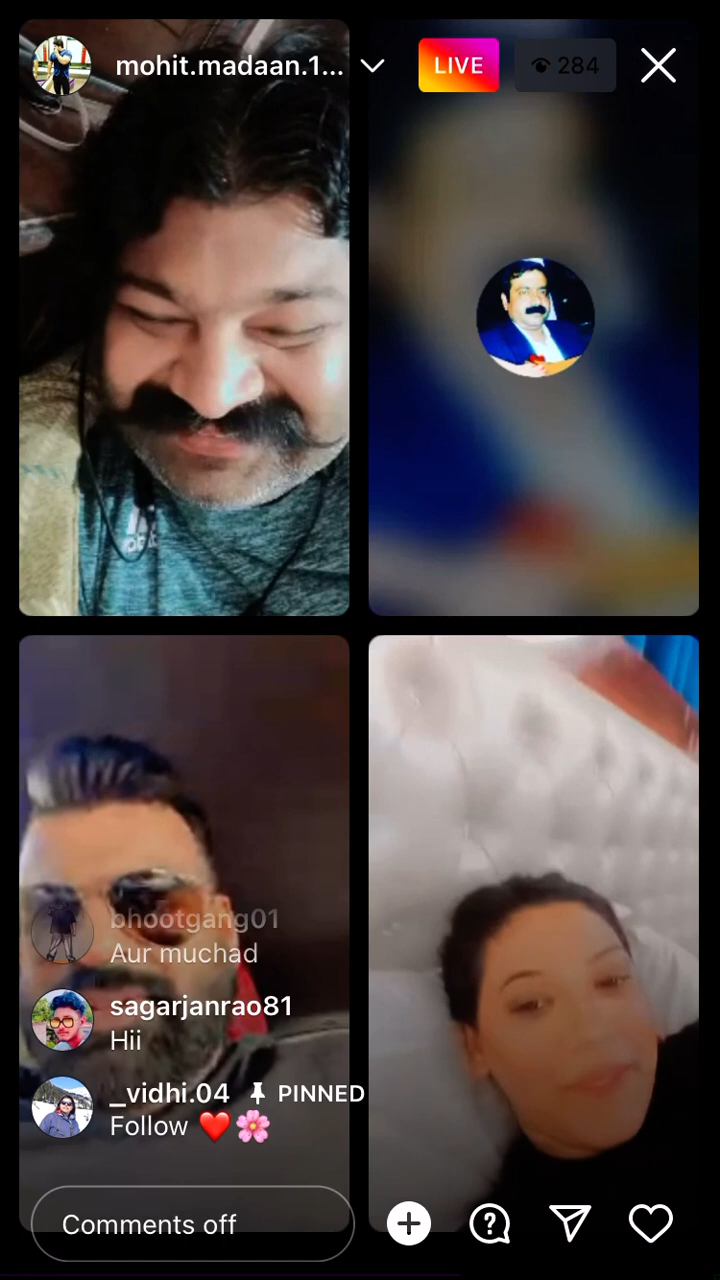 mohit.madaan.1...
LIVE
284
bhootgang01
Aur muchad
sagarjanrao81
Hii
_vidhi.04 PINNED
Follow ❤️🌸
Comments off